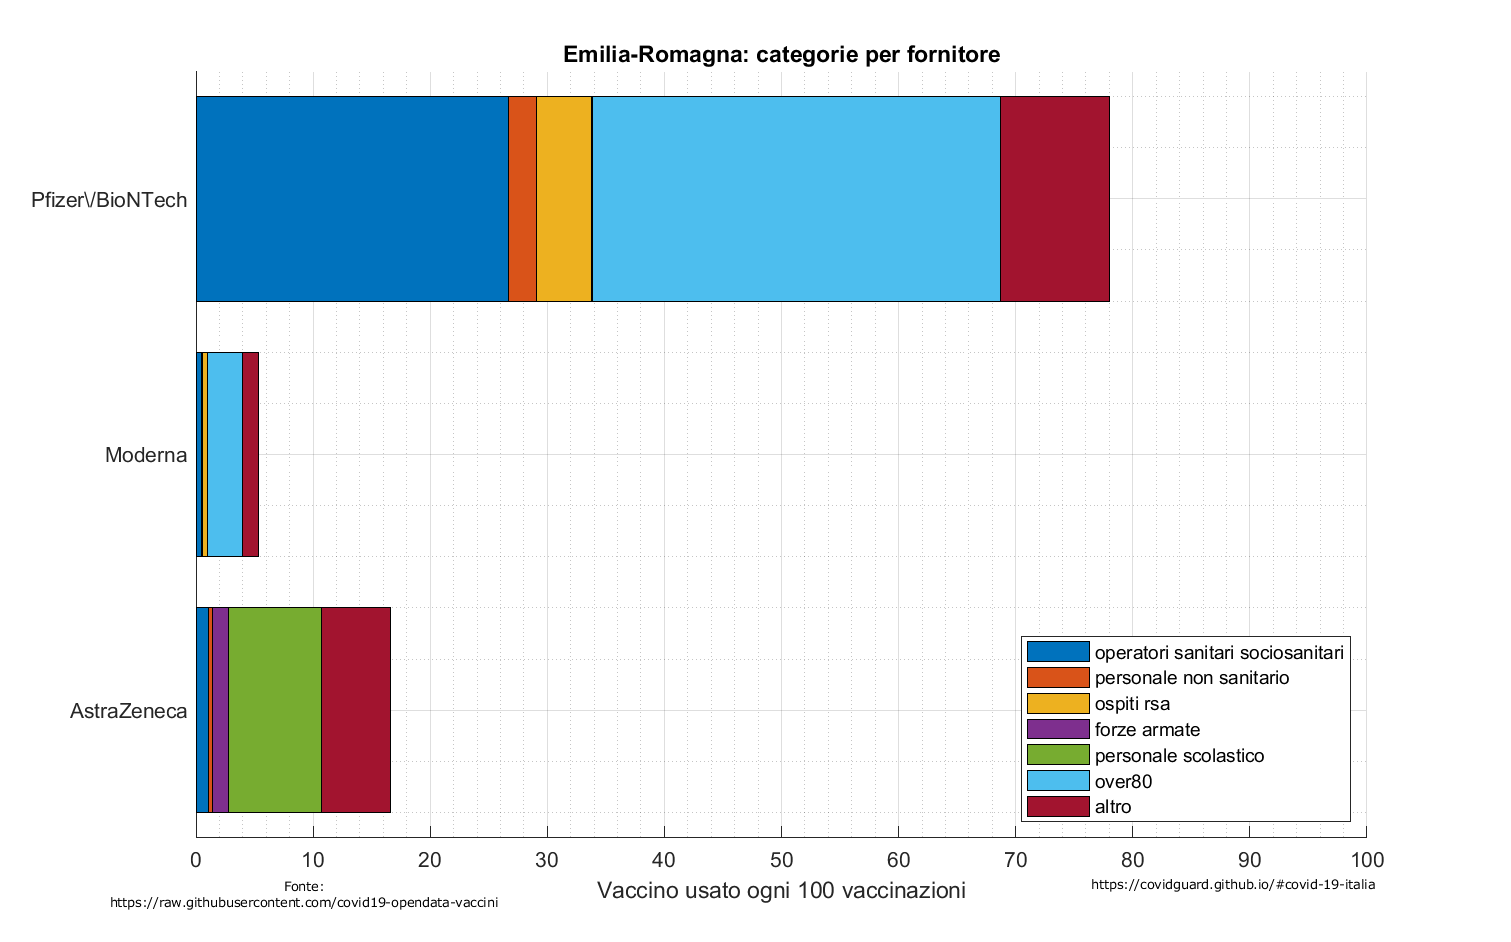 Emilia-Romagna: categorie per fornitore
Pfizer\/BioNTech
Moderna
AstraZeneca
operatori sanitari sociosanitari
personale non sanitario
ospiti rsa
forze armate
personale scolastico
over80
altro
0 10 20 30 40 50 60 70 80 90 100
Vaccino usato ogni 100 vaccinazioni
Fonte:
https://raw.githubusercontent.com/covid19-opendata-vaccini
https://covidguard.github.io/#covid-19-italia